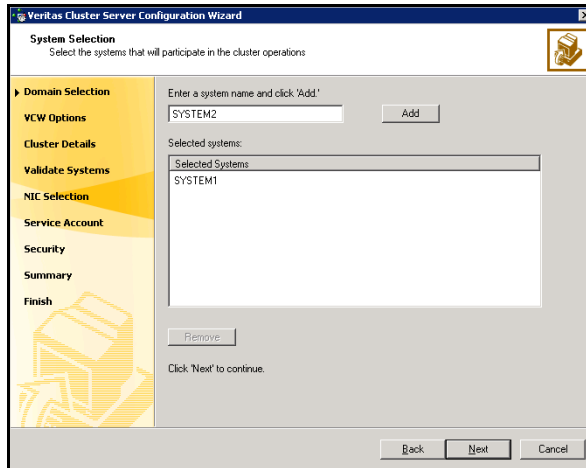 Veritas Cluster Server Configuration Wizard
System Selection
Select the systems that will participate in the cluster operations
Domain Selection
VCW Options
Cluster Details
Validate Systems
NIC Selection
Service Account
Security
Summary
Finish
Enter a system name and click 'Add.'
SYSTEM2
Add
Selected systems:
Selected Systems
SYSTEM1
Remove
Click 'Next' to continue.
Back
Next
Cancel